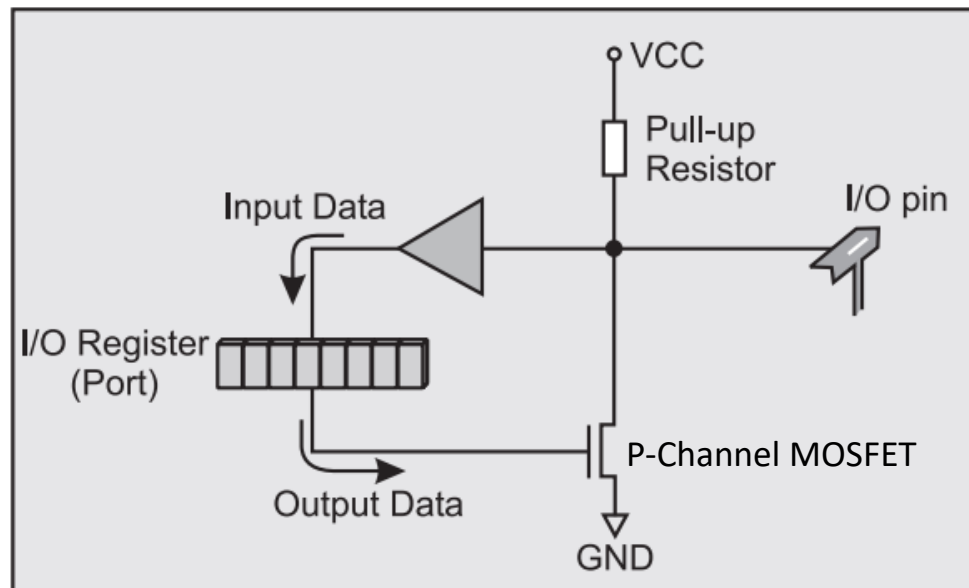 VCC
Pull-up
Resistor
I/O pin
Input Data
I/O Register
(Port)
P-Channel MOSFET
Output Data
GND